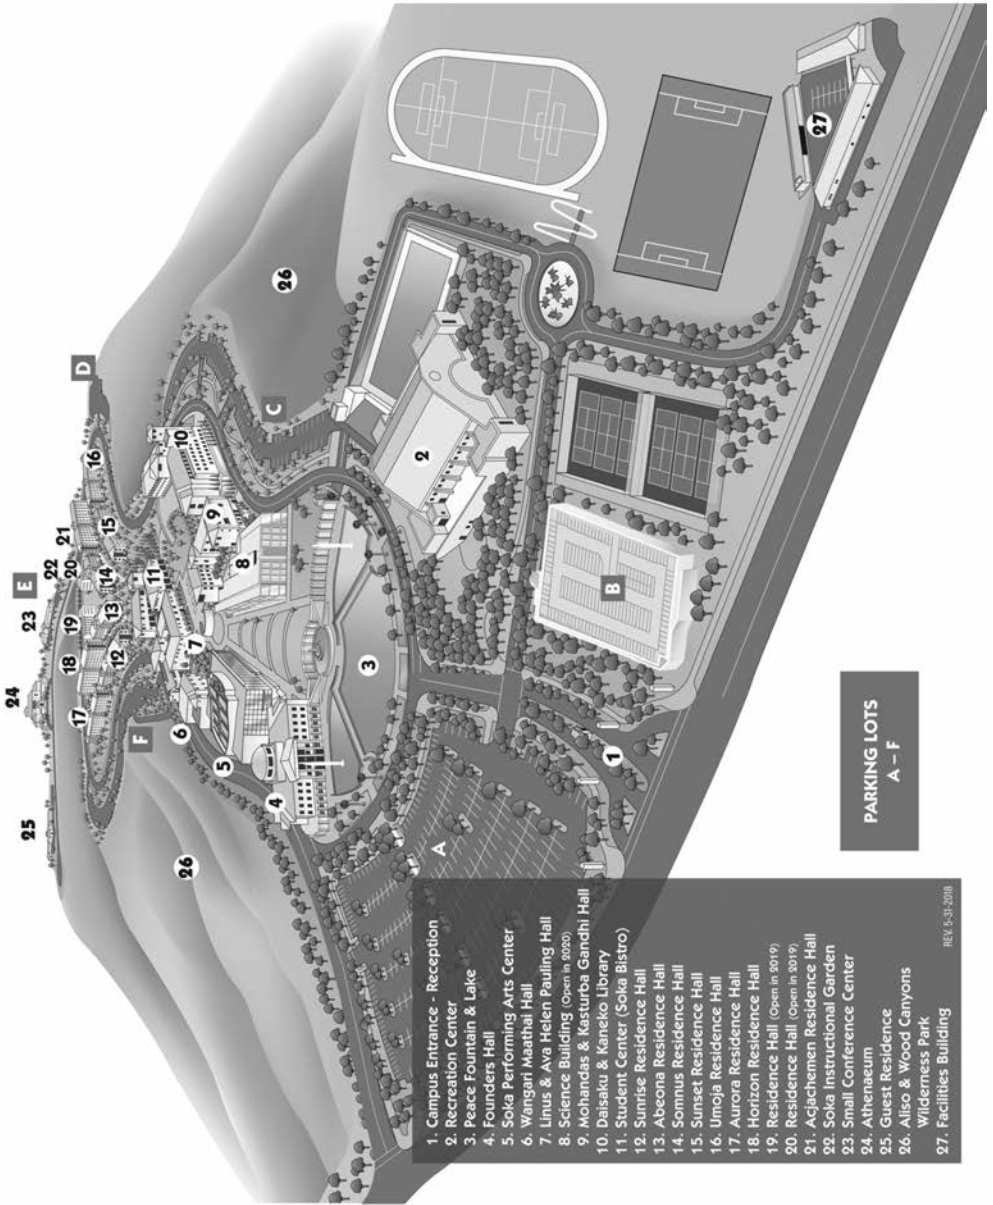 1. Campus Entrance - Reception
2. Recreation Center
3. Peace Fountain & Lake
4. Founders Hall
5. Soka Performing Arts Center
6. Wangari Maathai Hall
7. Linus & Ava Helen Pauling Hall
8. Science Building (Open in 2020)
9. Mohandas & Kasturba Gandhi Hall
10. Daisaku & Kaneko Library
11. Student Center (Soka Bistro)
12. Sunrise Residence Hall
13. Abeona Residence Hall
14. Somnus Residence Hall
15. Sunset Residence Hall
16. Umoja Residence Hall
17. Aurora Residence Hall
18. Horizon Residence Hall
19. Residence Hall (Open in 2019)
20. Residence Hall (Open in 2019)
21. Acjachemen Residence Hall
22. Soka Instructional Garden
23. Small Conference Center
24. Athenaeum
25. Guest Residence
26. Aliso & Wood Canyons
Wilderness Park
27. Facilities Building
REV. 5-31-2018
PARKING LOTS
A – F
25
24
23
E
22
20
21
D
17
18
19
14
15
16
12
13
F
11
10
26
6
7
9
C
26
5
8
4
3
2
A
1
B
27